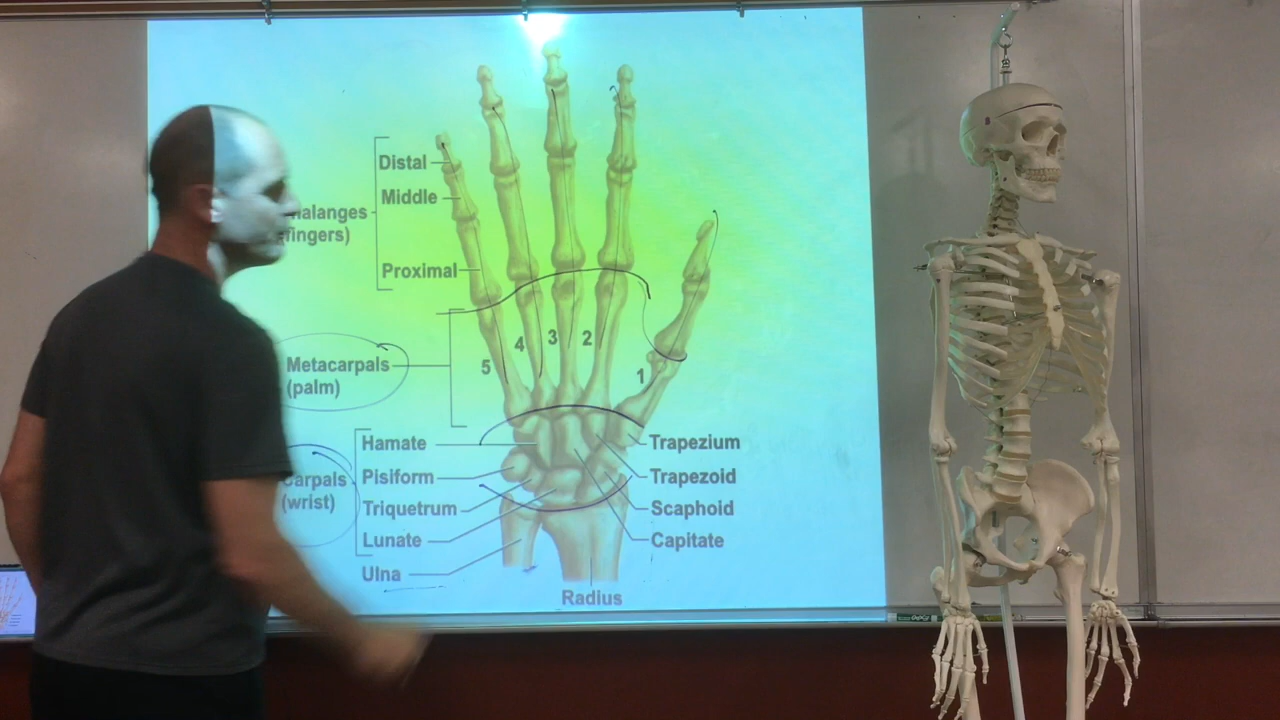 Distal
Middle
halanges
fingers)
Proximal
Metacarpals
(palm)
5
4
3
2
1
Hamate
Pisiform
Carpals
(wrist)
Triquetrum
Lunate
Ulna
Radius
Trapezium
Trapezoid
Scaphoid
Capitate